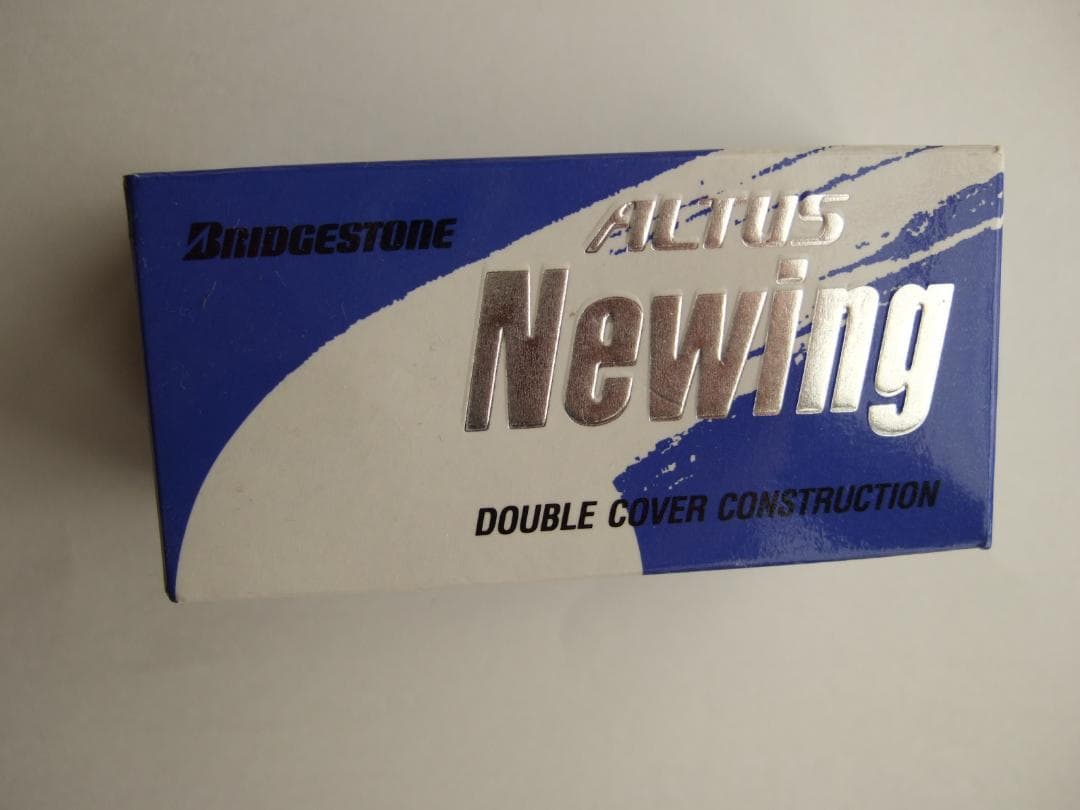 BRIDGESTONE
ALTUS
Newing
DOUBLE COVER CONSTRUCTION